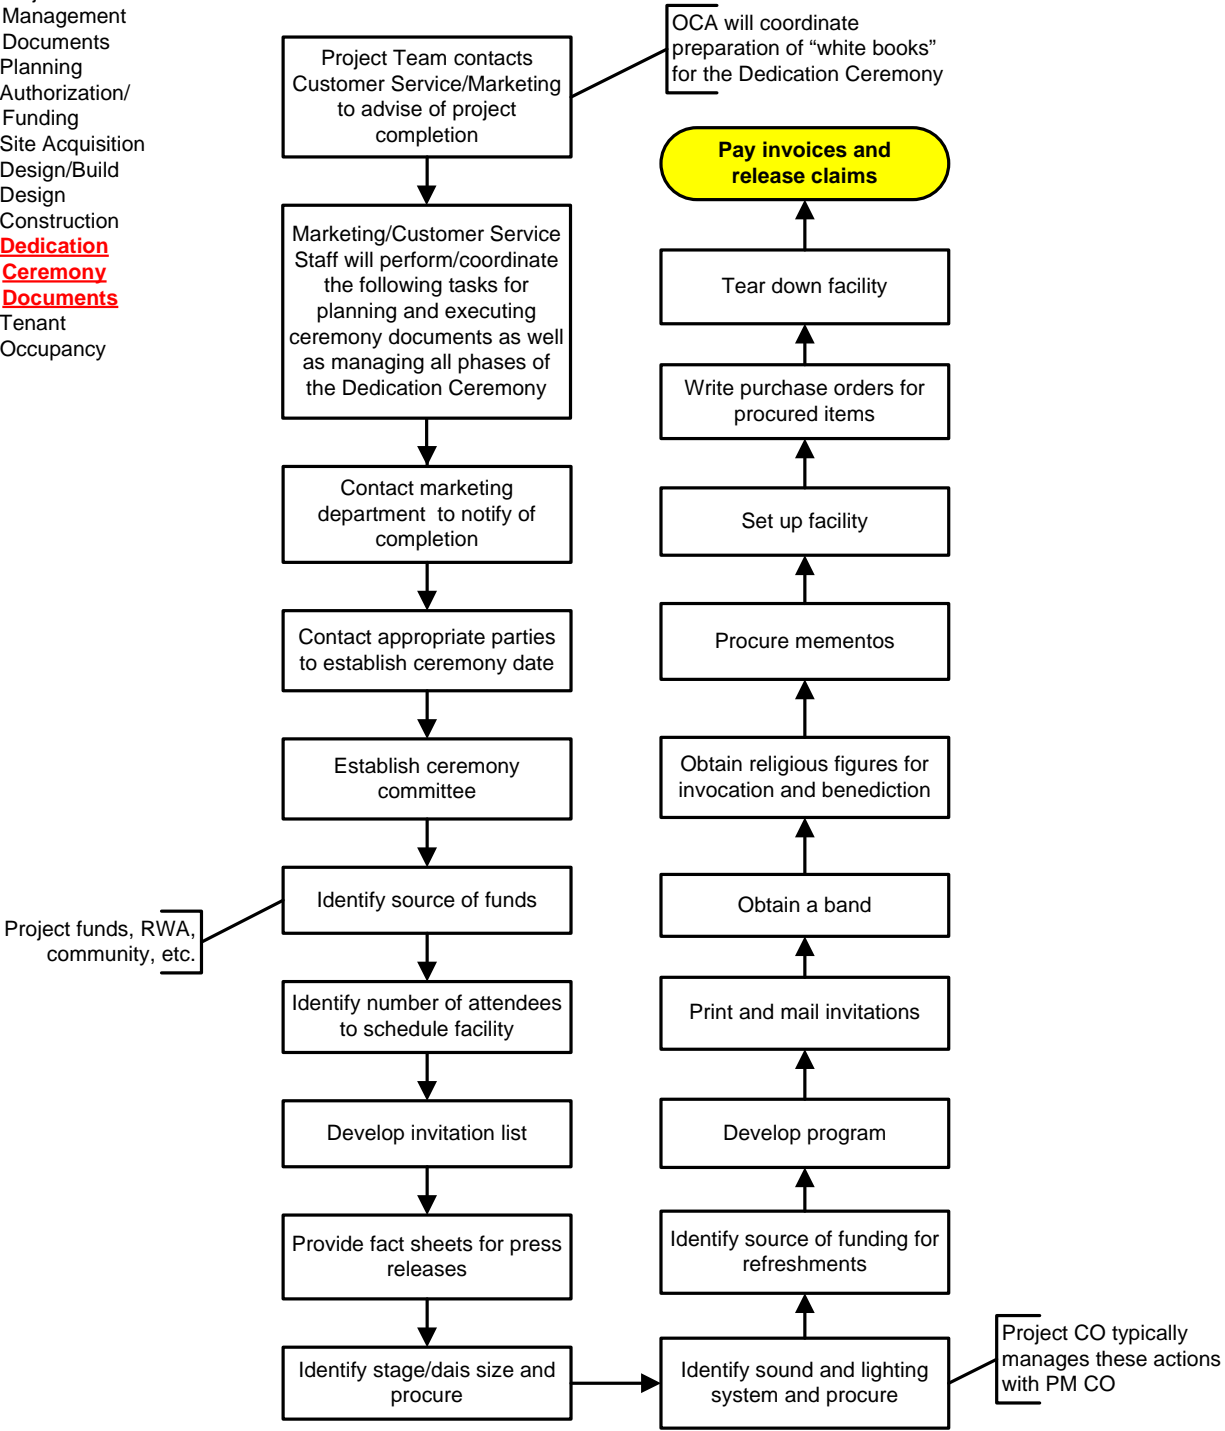 Management
Documents
Planning
Authorization/
Funding
Site Acquisition
Design/Build
Design
Construction
Dedication
Ceremony
Documents
Tenant
Occupancy
Project Team contacts
Customer Service/Marketing
to advise of project
completion
OCA will coordinate
preparation of “white books”
for the Dedication Ceremony
Marketing/Customer Service
Staff will perform/coordinate
the following tasks for
planning and executing
ceremony documents as well
as managing all phases of
the Dedication Ceremony
Contact marketing
department  to notify of
completion
Contact appropriate parties
to establish ceremony date
Establish ceremony
committee
Identify source of funds
Project funds, RWA,
community, etc.
Identify number of attendees
to schedule facility
Develop invitation list
Provide fact sheets for press
releases
Identify stage/dais size and
procure
Identify sound and lighting
system and procure
Project CO typically
manages these actions
with PM CO
Identify source of funding for
refreshments
Develop program
Print and mail invitations
Obtain a band
Obtain religious figures for
invocation and benediction
Procure mementos
Set up facility
Write purchase orders for
procured items
Tear down facility
Pay invoices and
release claims